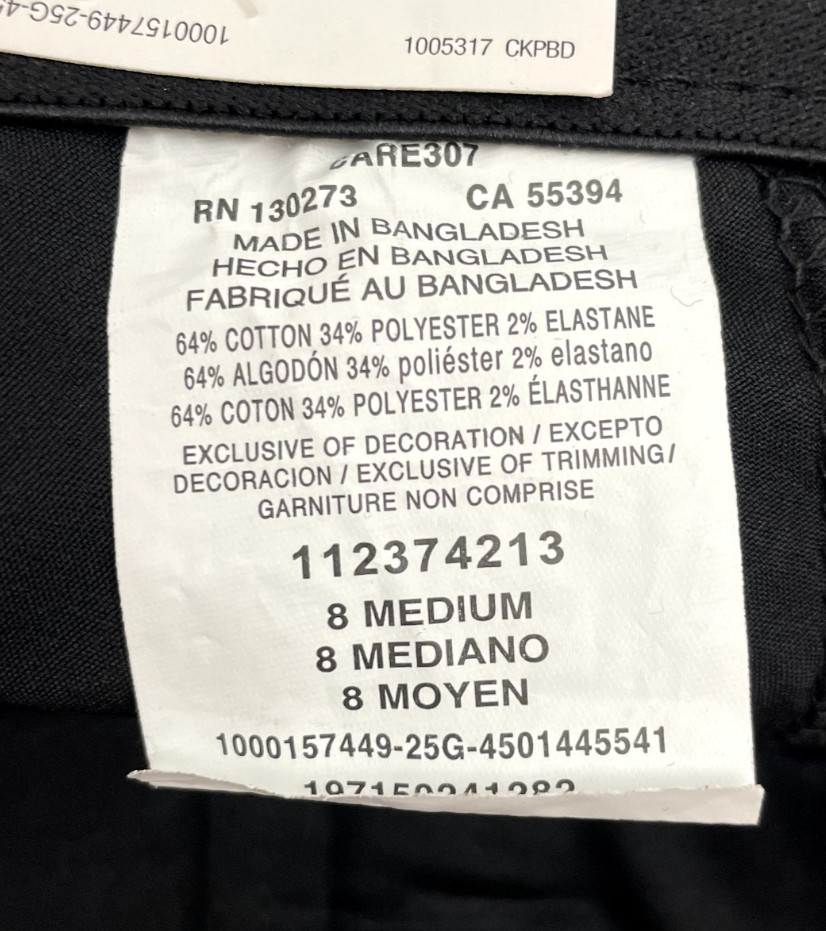 1000157449-25G-4
1005317 CKPBD
CARE307
RN 130273 CA 55394
MADE IN BANGLADESH
HECHO EN BANGLADESH
FABRIQUÉ AU BANGLADESH
64% COTTON 34% POLYESTER 2% ELASTANE
64% ALGODÓN 34% poliéster 2% elastano
64% COTON 34% POLYESTER 2% ÉLASTHANNE
EXCLUSIVE OF DECORATION / EXCEPTO
DECORACION / EXCLUSIVE OF TRIMMING/
GARNITURE NON COMPRISE
112374213
8 MEDIUM
8 MEDIANO
8 MOYEN
1000157449-25G-4501445541